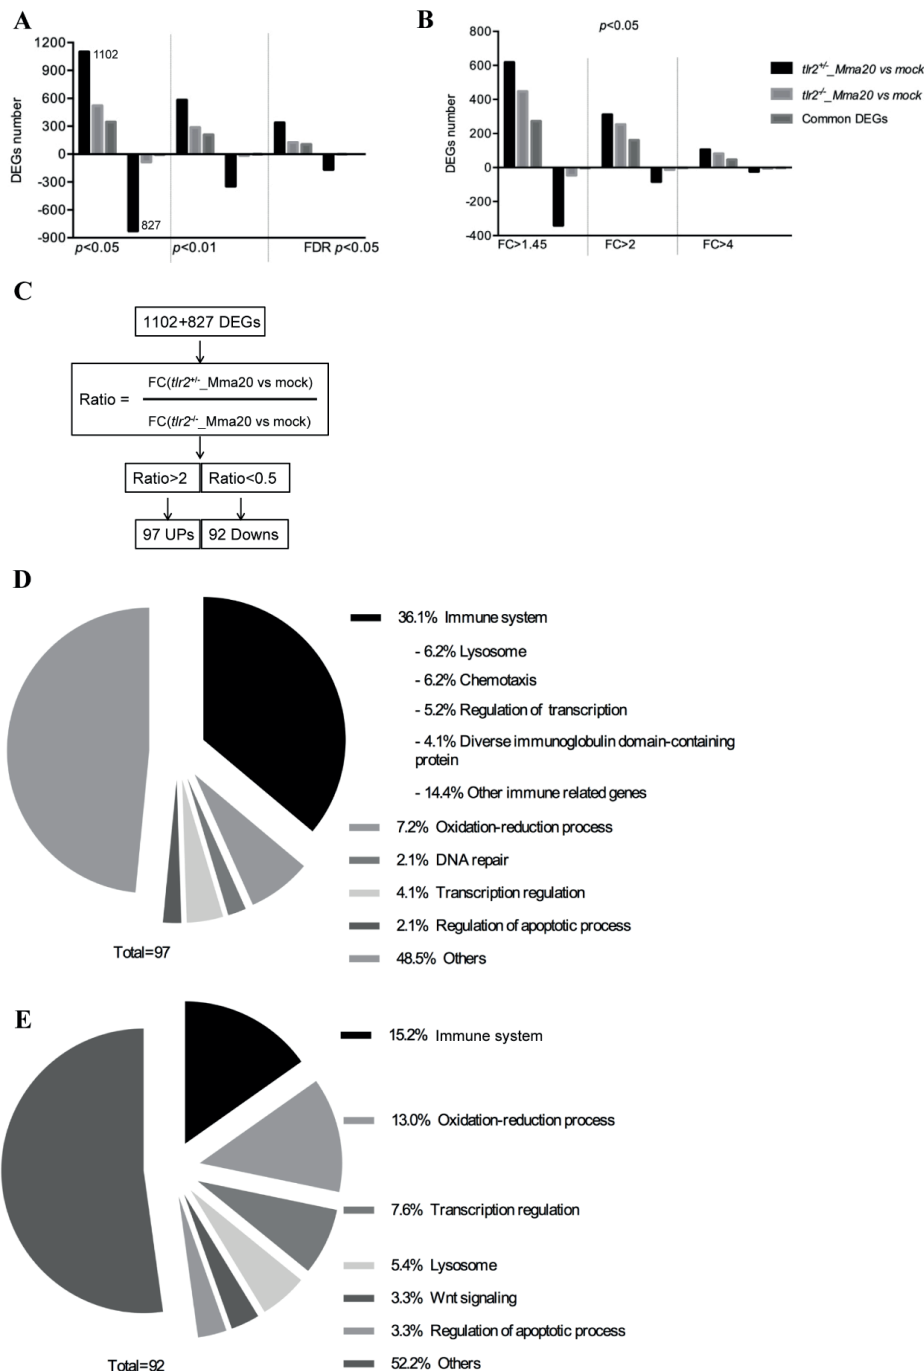 A
1200
900
600
300
0
-300
-600
-900
DEGs number
1102
827
p<0.05
p<0.01
FDR p<0.05
B
p<0.05
800
600
400
200
0
-200
-400
DEGs number
FC>1.45
FC>2
FC>4
tlr2+/-_Mma20 vs mock
tlr2-/-_Mma20 vs mock
Common DEGs
C
1102+827 DEGs
Ratio =
FC(tlr2+/-_Mma20 vs mock)
FC(tlr2-/-_Mma20 vs mock)
Ratio>2
Ratio<0.5
97 UPs
92 Downs
D
36.1% Immune system
- 6.2% Lysosome
- 6.2% Chemotaxis
- 5.2% Regulation of transcription
- 4.1% Diverse immunoglobulin domain-containing
protein
- 14.4% Other immune related genes
7.2% Oxidation-reduction process
2.1% DNA repair
4.1% Transcription regulation
2.1% Regulation of apoptotic process
48.5% Others
Total=97
E
15.2% Immune system
13.0% Oxidation-reduction process
7.6% Transcription regulation
5.4% Lysosome
3.3% Wnt signaling
3.3% Regulation of apoptotic process
52.2% Others
Total=92